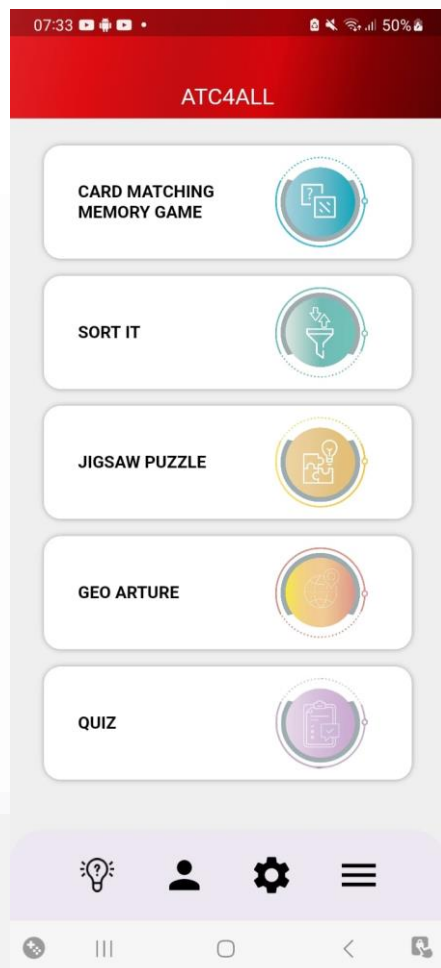 07:33
50%
ATC4ALL
CARD MATCHING
MEMORY GAME
SORT IT
JIGSAW PUZZLE
GEO ARTURE
QUIZ